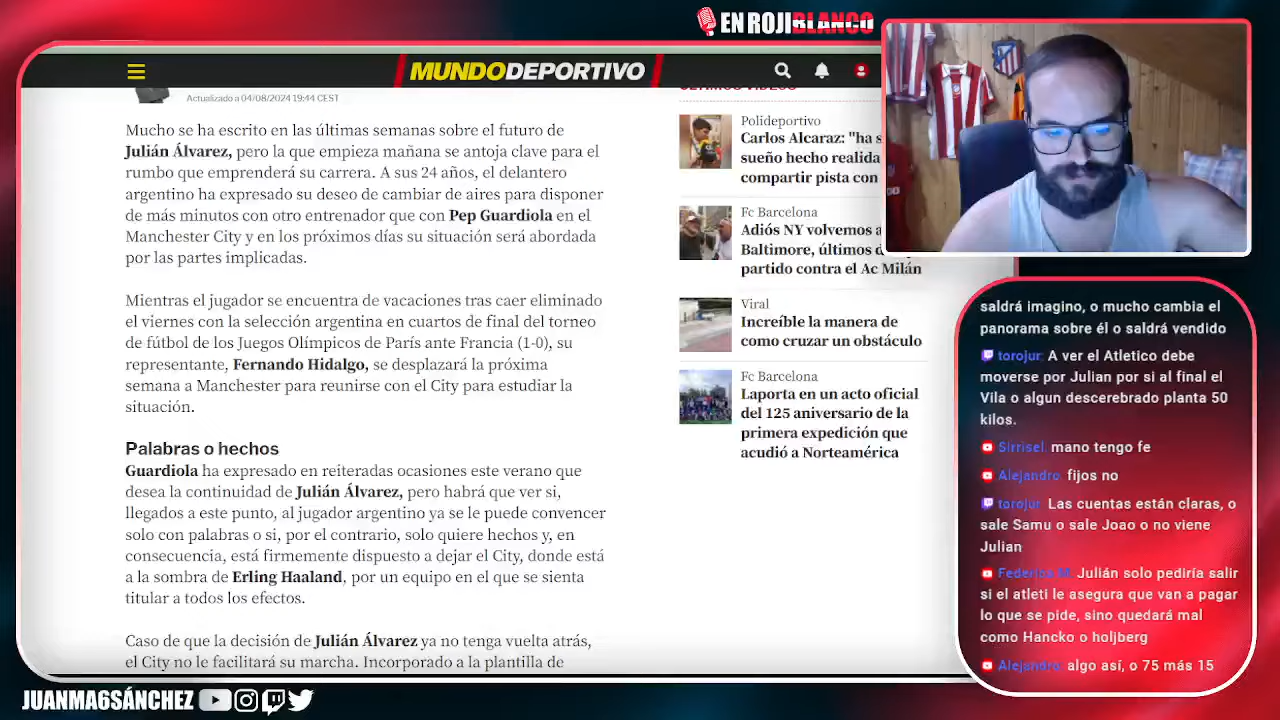 EN ROJIBLANCO
MUNDODEPORTIVO
Actualizado a 04/08/2024 19:44 CEST
Mucho se ha escrito en las últimas semanas sobre el futuro de
Julián Álvarez, pero la que empieza mañana se antoja clave para el
rumbo que emprenderá su carrera. A sus 24 años, el delantero
argentino ha expresado su deseo de cambiar de aires para disponer
de más minutos con otro entrenador que con Pep Guardiola en el
Manchester City y en los próximos días su situación será abordada
por las partes implicadas.
Mientras el jugador se encuentra de vacaciones tras caer eliminado
el viernes con la selección argentina en cuartos de final del torneo
de fútbol de los Juegos Olímpicos de París ante Francia (1-0), su
representante, Fernando Hidalgo, se desplazará la próxima
semana a Manchester para reunirse con el City para estudiar la
situación.
Palabras o hechos
Guardiola ha expresado en reiteradas ocasiones este verano que
desea la continuidad de Julián Álvarez, pero habrá que ver si,
llegados a este punto, al jugador argentino ya se le puede convencer
solo con palabras o si, por el contrario, solo quiere hechos y, en
consecuencia, está firmemente dispuesto a dejar el City, donde está
a la sombra de Erling Haaland, por un equipo en el que se sienta
titular a todos los efectos.
Caso de que la decisión de Julián Álvarez ya no tenga vuelta atrás,
el City no le facilitará su marcha. Incorporado a la plantilla de
Polideportivo
Carlos Alcaraz: "ha s
sueño hecho realida
compartir pista con
Fc Barcelona
Adiós NY volvemos a
Baltimore, últimos d
partido contra el Ac Milán
Viral
Increíble la manera de
como cruzar un obstáculo
Fc Barcelona
Laporta en un acto oficial
del 125 aniversario de la
primera expedición que
acudió a Norteamérica
saldrá imagino, o mucho cambia el
panorama sobre él o saldrá vendido
torojur: A ver el Atletico debe
moverse por Julian por si al final el
Vila o algun descerebrado planta 50
kilos.
Sirrisel: mano tengo fe
Alejandro: fijos no
torojur: Las cuentas están claras, o
sale Samu o sale Joao o no viene
Julian
Federico M: Julián solo pediría salir
si el atleti le asegura que van a pagar
lo que se pide, sino quedará mal
como Hancko o holjberg
Alejandro: algo así, o 75 más 15
JUANMA6SÁNCHEZ